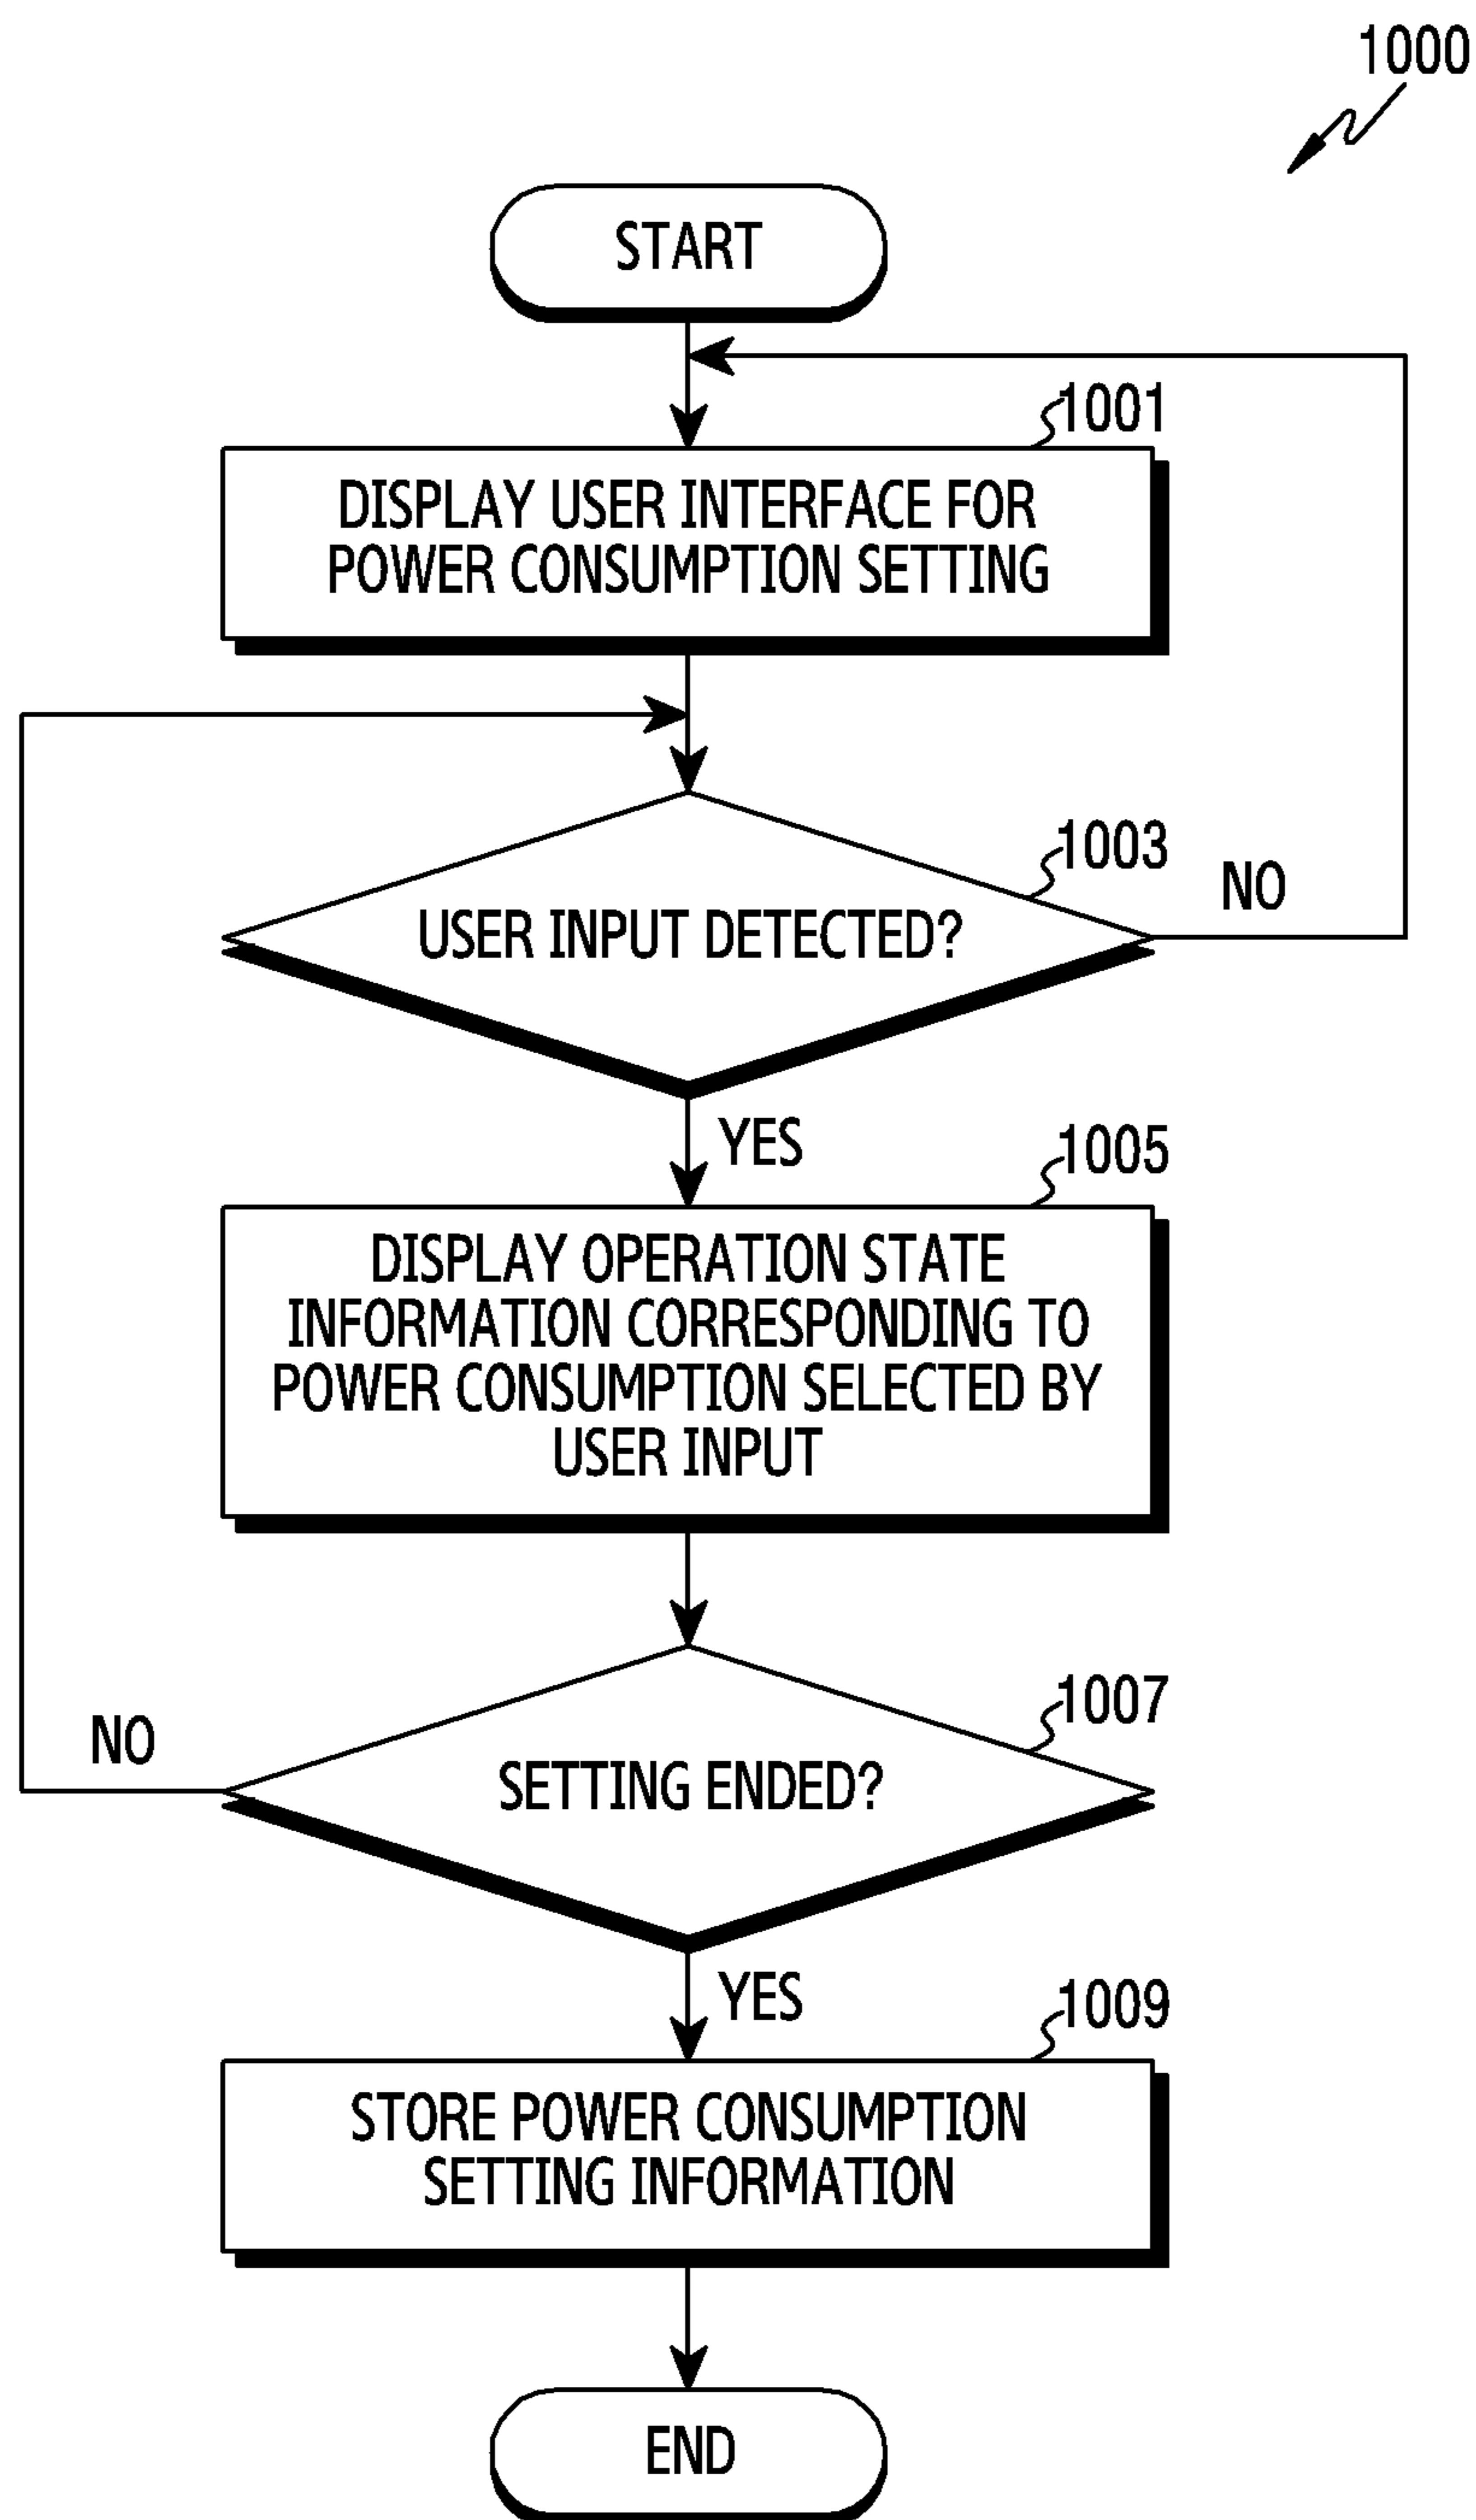 1000
START
1001
DISPLAY USER INTERFACE FOR
POWER CONSUMPTION SETTING
1003
NO
USER INPUT DETECTED?
YES
1005
DISPLAY OPERATION STATE
INFORMATION CORRESPONDING TO
POWER CONSUMPTION SELECTED BY
USER INPUT
1007
NO
SETTING ENDED?
YES
1009
STORE POWER CONSUMPTION
SETTING INFORMATION
END